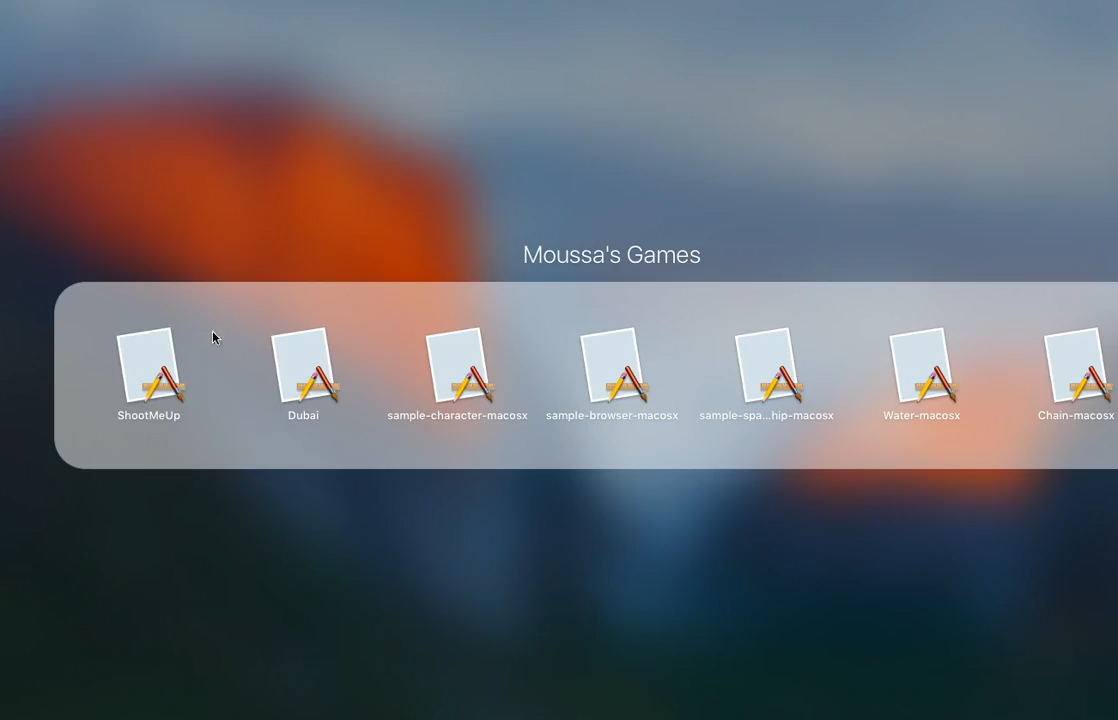 Moussa's Games
ShootMeUp
Dubai
sample-character-macosx
sample-browser-macosx
sample-spa...hip-macosx
Water-macosx
Chain-macosx